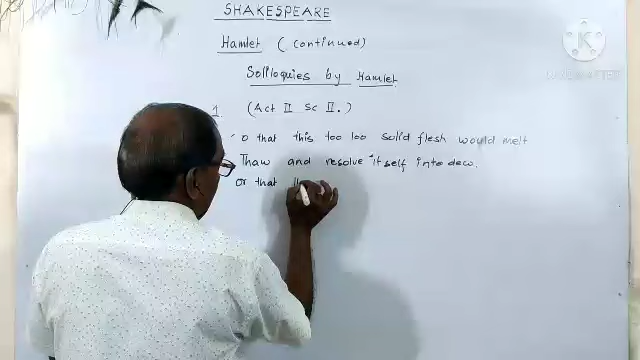 SHAKESPEARE
Hamlet (continued)
Soliloquies by Hamlet
1. (Act II Sc II.)
O that this too loo solid flesh would melt
Thaw and resolve itself into dew.
or that